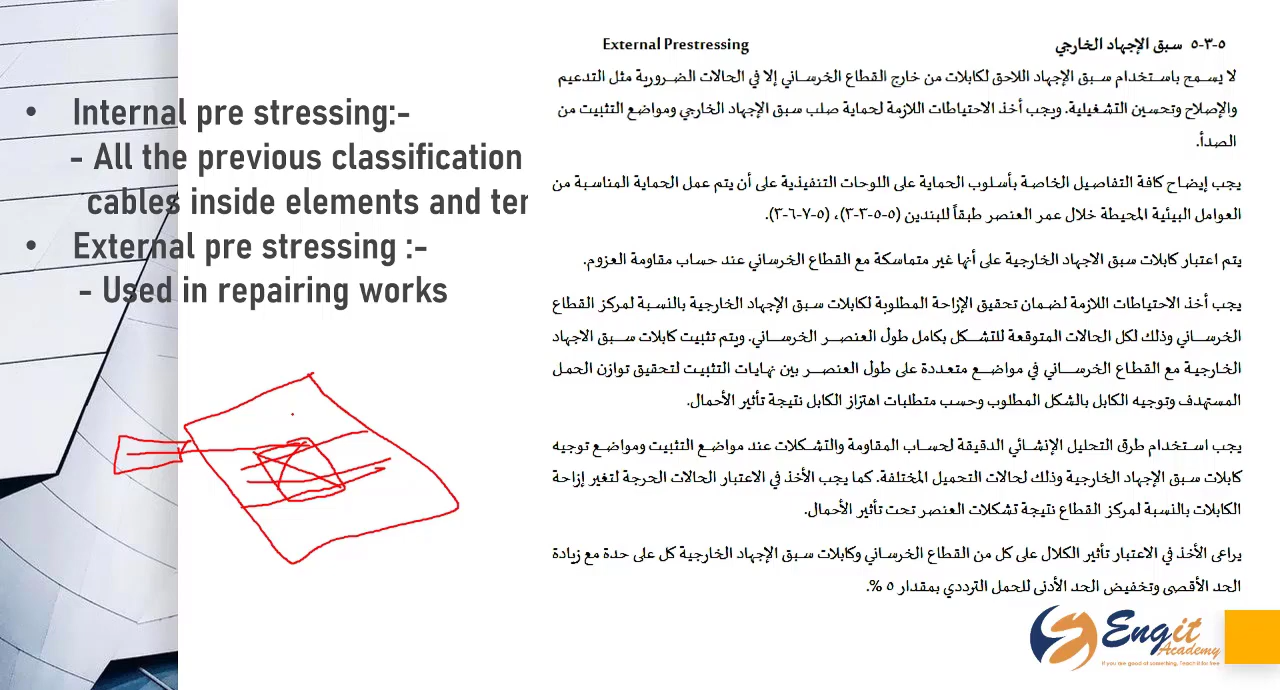 • Internal pre stressing:-
- All the previous classification
cables inside elements and ter
• External pre stressing :-
- Used in repairing works
٥-٣-٥ سبق الإجهاد الخارجي External Prestressing
لا يسمح باستخدام سبق الإجهاد اللاحق لكابلات من خارج القطاع الخرساني إلا في الحالات الضرورية مثل التدعيم
والإصلاح وتحسين التشغيلية. ويجب أخذ الاحتياطات اللازمة لحماية صلب سبق الإجهاد الخارجي ومواضع التثبيت من
الصدأ.
يجب إيضاح كافة التفاصيل الخاصة بأسلوب الحماية على اللوحات التنفيذية على أن يتم عمل الحماية المناسبة من
العوامل البيئية المحيطة خلال عمر العنصر طبقاً للبندين (٥-٥-٣-٣)، (٥-٧-٦-٣).
يتم اعتبار كابلات سبق الاجهاد الخارجية على أنها غير متماسكة مع القطاع الخرساني عند حساب مقاومة العزوم.
يجب أخذ الاحتياطات اللازمة لضمان تحقيق الإزاحة المطلوبة لكابلات سبق الإجهاد الخارجية بالنسبة لمركز القطاع
الخرساني وذلك لكل الحالات المتوقعة للتشكل بكامل طول العنصر الخرساني. ويتم تثبيت كابلات سبق الاجهاد
الخارجية مع القطاع الخرساني في مواضع متعددة على طول العنصر بين نهايات التثبيت لتحقيق توازن الحمل
المستهدف وتوجيه الكابل بالشكل المطلوب وحسب متطلبات اهتزاز الكابل نتيجة تأثير الأحمال.
يجب استخدام طرق التحليل الإنشائي الدقيقة لحساب المقاومة والتشكلات عند مواضع التثبيت ومواضع توجيه
كابلات سبق الإجهاد الخارجية وذلك لحالات التحميل المختلفة. كما يجب الأخذ في الاعتبار الحالات الحرجة لتغير إزاحة
الكابلات بالنسبة لمركز القطاع نتيجة تشكلات العنصر تحت تأثير الأحمال.
يراعى الأخذ في الاعتبار تأثير الكلال على كل من القطاع الخرساني وكابلات سبق الإجهاد الخارجية كل على حدة مع زيادة
الحد الأقصى وتخفيض الحد الأدنى للحمل الترددي بمقدار ٥ %.
Engit
Academy
If you are good at something, Teach it for free